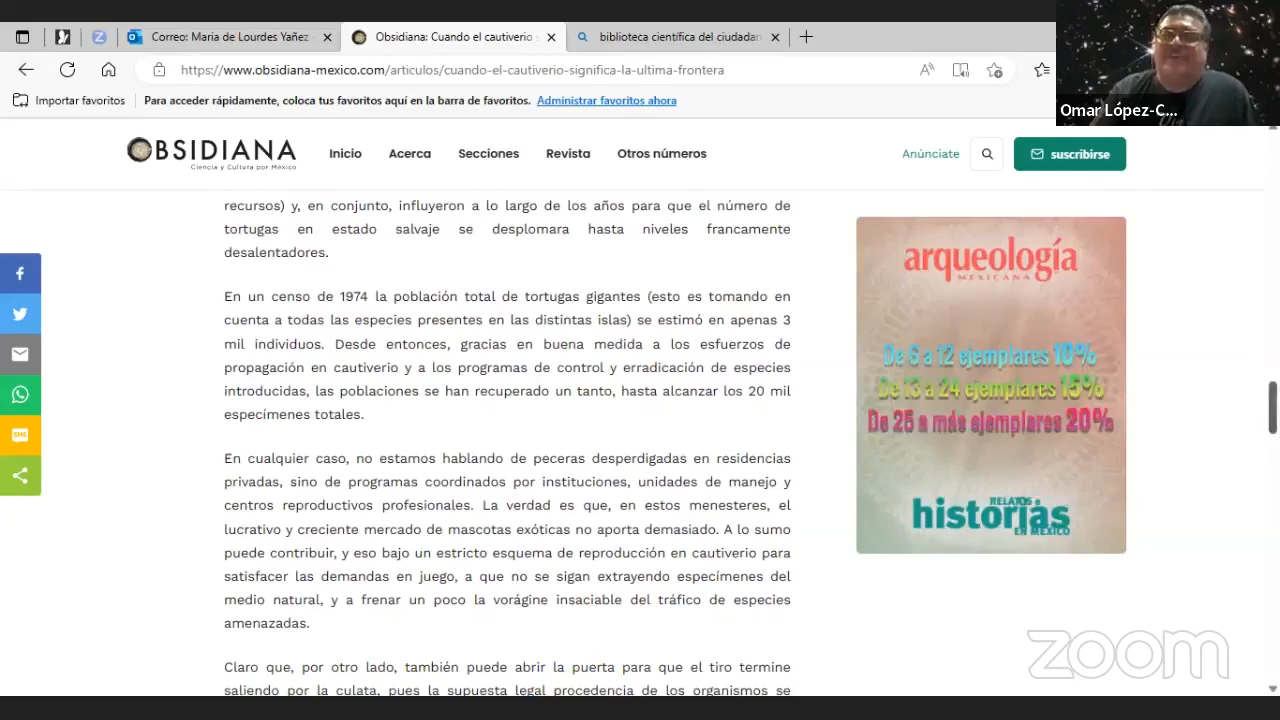 Correo: Maria de Lourdes Yañez
Obsidiana: Cuando el cautiverio
biblioteca científica del ciudadan
https://www.obsidiana-mexico.com/articulos/cuando-el-cautiverio-significa-la-ultima-frontera
Importar favoritos
Para acceder rápidamente, coloca tus favoritos aquí en la barra de favoritos. Administrar favoritos ahora
Omar López-C...
OBSIDIANA
Ciencia y Cultura por México
Inicio Acerca Secciones Revista Otros números
Anúnciate
suscribirse
recursos) y, en conjunto, influyeron a lo largo de los años para que el número de
tortugas en estado salvaje se desplomara hasta niveles francamente
desalentadores.
En un censo de 1974 la población total de tortugas gigantes (esto es tomando en
cuenta a todas las especies presentes en las distintas islas) se estimó en apenas 3
mil individuos. Desde entonces, gracias en buena medida a los esfuerzos de
propagación en cautiverio y a los programas de control y erradicación de especies
introducidas, las poblaciones se han recuperado un tanto, hasta alcanzar los 20 mil
especímenes totales.
En cualquier caso, no estamos hablando de peceras desperdigadas en residencias
privadas, sino de programas coordinados por instituciones, unidades de manejo y
centros reproductivos profesionales. La verdad es que, en estos menesteres, el
lucrativo y creciente mercado de mascotas exóticas no aporta demasiado. A lo sumo
puede contribuir, y eso bajo un estricto esquema de reproducción en cautiverio para
satisfacer las demandas en juego, a que no se sigan extrayendo especímenes del
medio natural, y a frenar un poco la vorágine insaciable del tráfico de especies
amenazadas.
Claro que, por otro lado, también puede abrir la puerta para que el tiro termine
saliendo por la culata, pues la supuesta legal procedencia de los organismos se
SMS
arqueología
MEXICANA
De 6 a 12 ejemplares 10%
De 13 a 24 ejemplares 15%
De 25 a más ejemplares 20%
RELATOS e
historias
EN MÉXICO
zoom